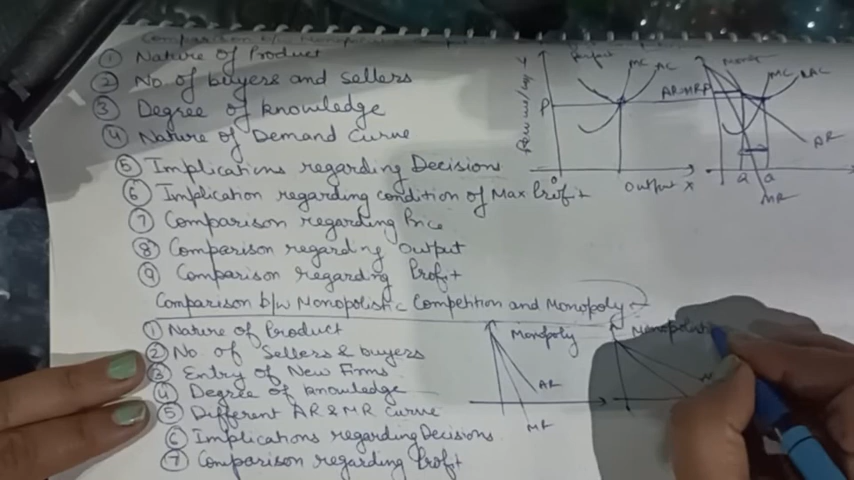 Comparison b/w
① Nature of Product
② No. of buyers and sellers
③ Degree of knowledge
④ Nature of Demand Curve
⑤ Implications regarding Decisions
⑥ Implication regarding condition of Max Profit
⑦ Comparison regarding Price
⑧ Comparison regarding Output
⑨ Comparison regarding Profit
Perfect
Y
MC
AC
P
AR=MRP
O
Output X
MC
AC
AR
MR
Comparison b/w Monopolistic Competition and Monopoly
① Nature of Product
② No. of Sellers & buyers
③ Entry of New Firms
④ Degree of knowledge
⑤ Different AR & MR Curve
⑥ Implications regarding Decisions
⑦ Comparison regarding Profit
Monopoly
AR
MR